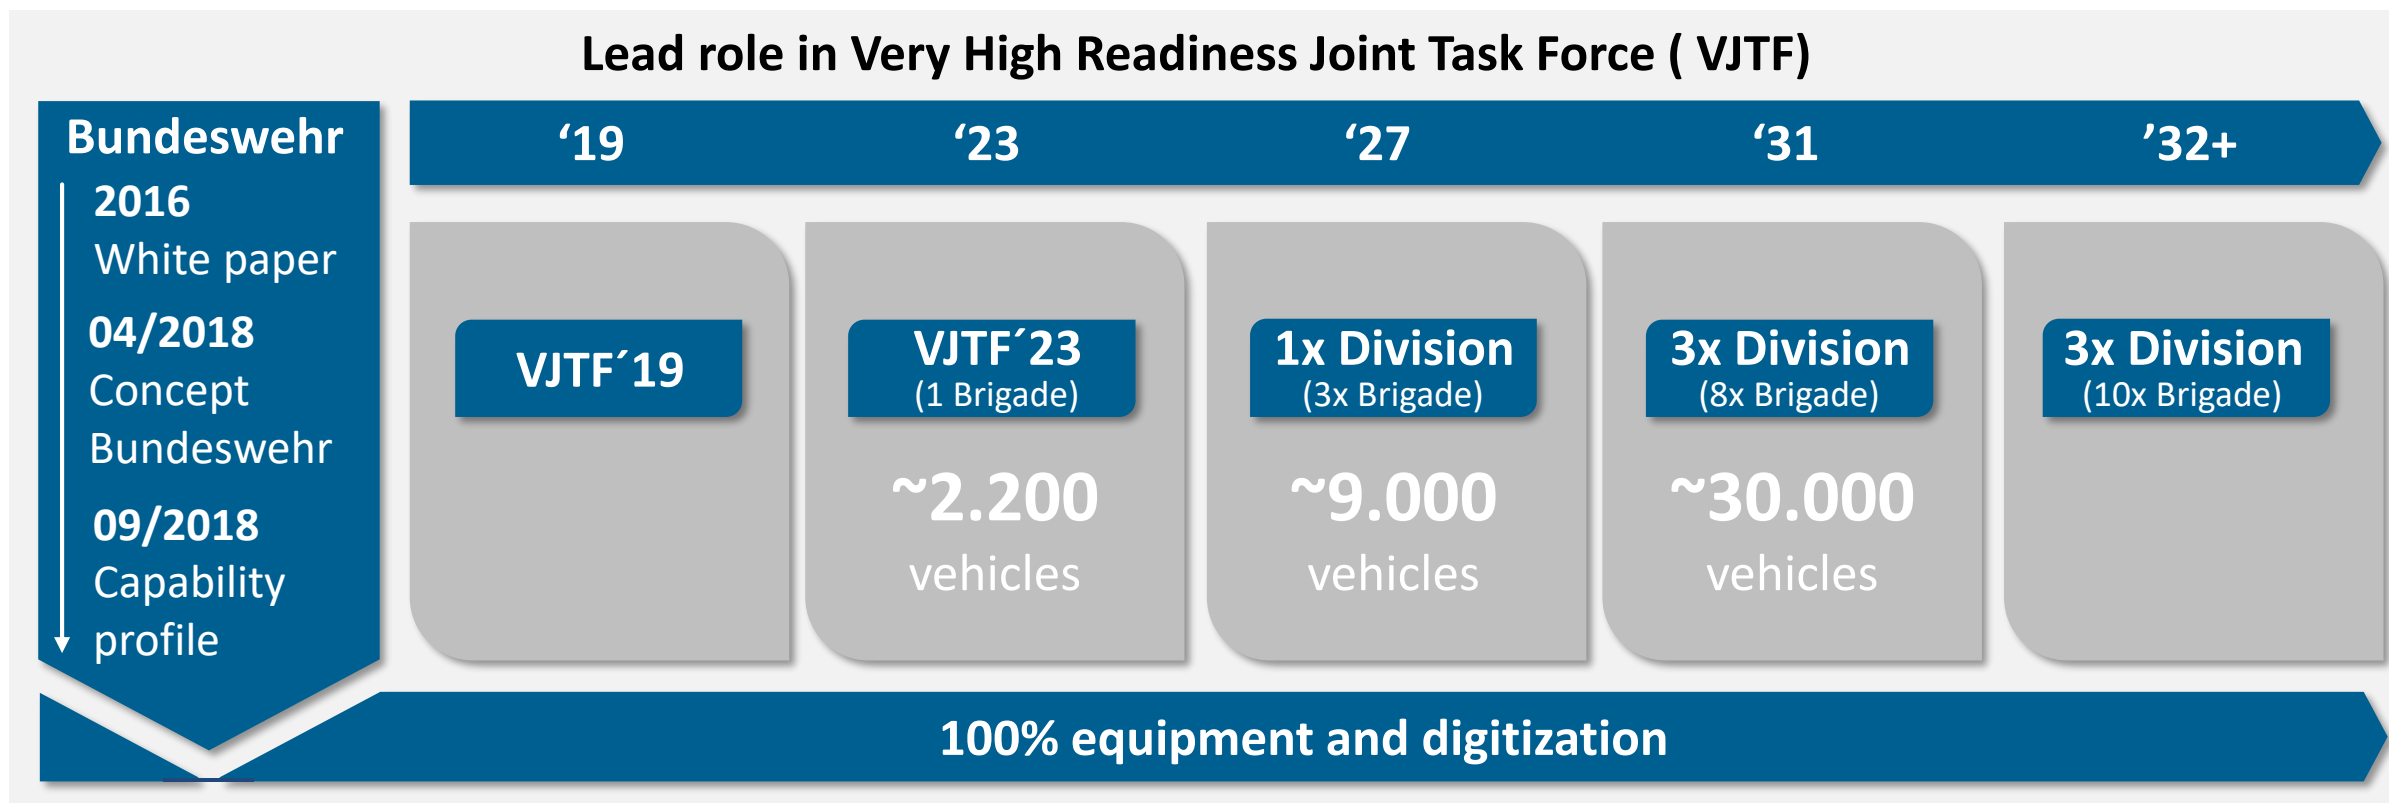 Lead role in Very High Readiness Joint Task Force ( VJTF)
Bundeswehr
2016
White paper
04/2018
Concept
Bundeswehr
09/2018
Capability
profile
‘19
‘23
‘27
‘31
’32+
VJTF´19
VJTF´23
(1 Brigade)
~2.200
vehicles
1x Division
(3x Brigade)
~9.000
vehicles
3x Division
(8x Brigade)
~30.000
vehicles
3x Division
(10x Brigade)
100% equipment and digitization